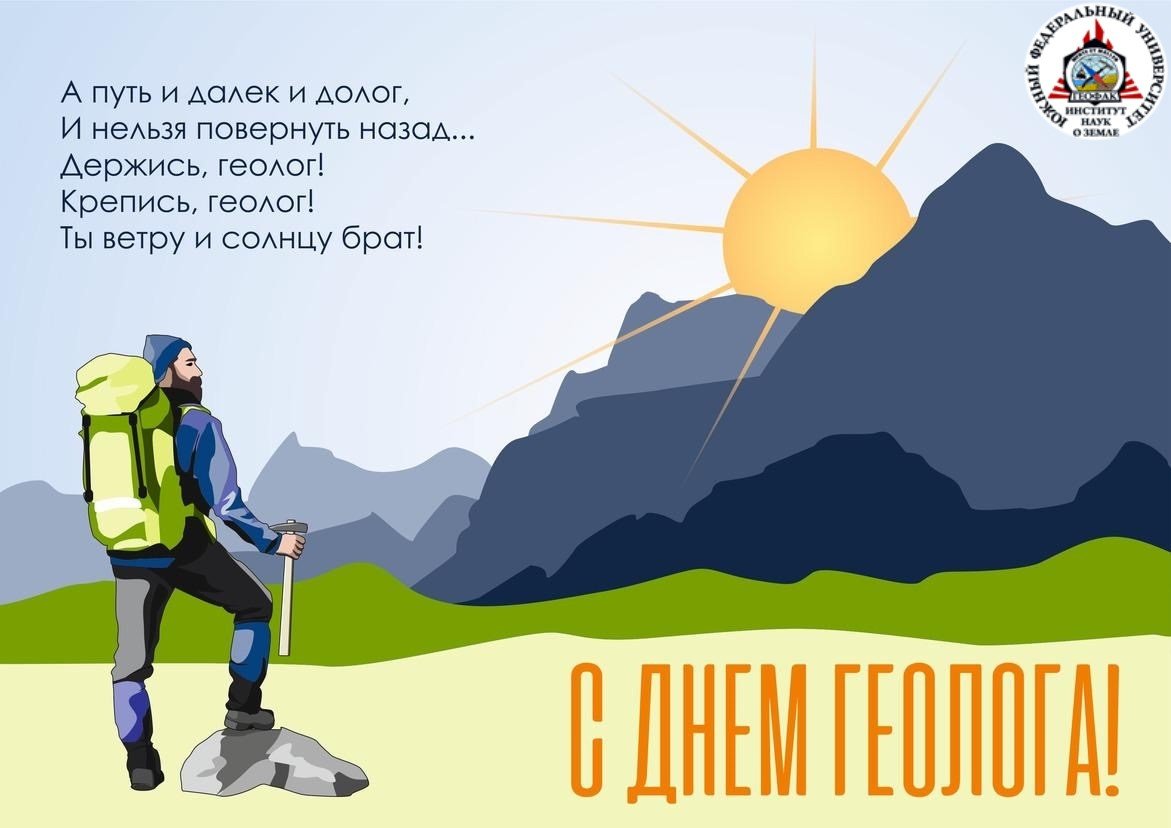 А путь и далек и долог,
И нельзя повернуть назад...
Держись, геолог!
Крепись, геолог!
Ты ветру и солнцу брат!
ЮЖНЫЙ ФЕДЕРАЛЬНЫЙ УНИВЕРСИТЕТ
ГЕОФАК
ИНСТИТУТ
НАУК
О ЗЕМЛЕ
С ДНЕМ ГЕОЛОГА!